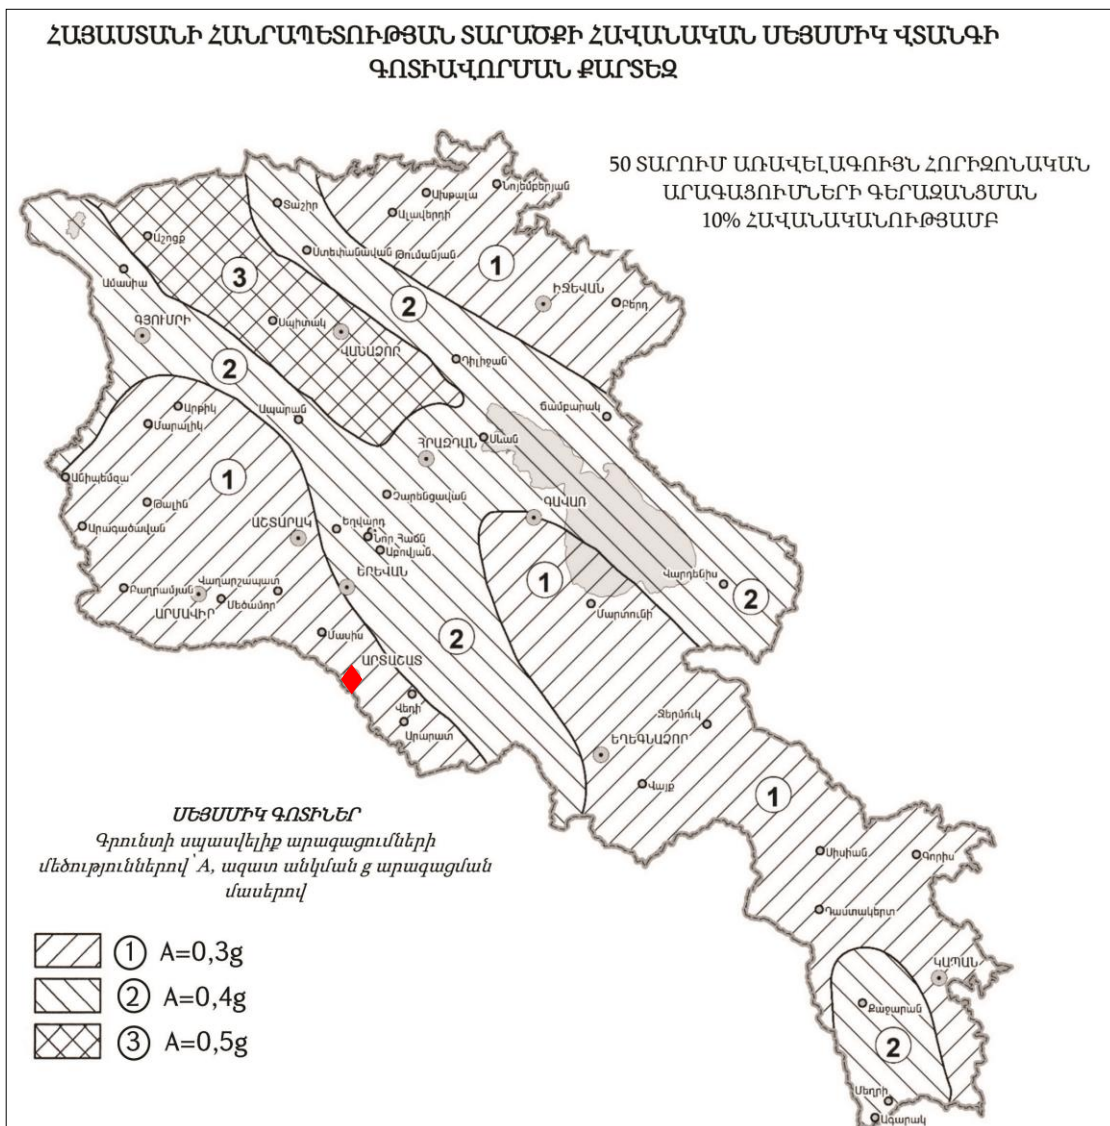 ՀԱՅԱՍՏԱՆԻ ՀԱՆՐԱՊԵՏՈՒԹՅԱՆ ՏԱՐԱԾՔԻ ՀԱՎԱՆԱԿԱՆ ՍԵՅՍՄԻԿ ՎՏԱՆԳԻ
ԳՈՏԻԱՎՈՐՄԱՆ ՔԱՐՏԵԶ
50 ՏԱՐՈՒՄ ԱՌԱՎԵԼԱԳՈՒՅՆ ՀՈՐԻԶՈՆԱԿԱՆ
ԱՐԱԳԱՑՈՒՄՆԵՐԻ ԳԵՐԱԶԱՆՑՄԱՆ
10% ՀԱՎԱՆԱԿԱՆՈՒԹՅԱՄԲ
Նոյեմբերյան
Ախթալա
Տաշիր
Ալավերդի
Աշոցք
Ստեփանավան
Թումանյան
1
Ամասիա
3
2
ԻՋԵՎԱՆ
Բերդ
ԳՅՈՒՄՐԻ
Սպիտակ
ՎԱՆԱՁՈՐ
Դիլիջան
2
Արթիկ
Ապարան
Ճամբարակ
Մարալիկ
Սևան
ՀՐԱԶԴԱՆ
Անիպեմզա
1
Թալին
Չարենցավան
ԳԱՎԱՌ
Արագածավան
ԱՇՏԱՐԱԿ
Եղվարդ
Նոր Հաճն
Աբովյան
Բաղրամյան
Վաղարշապատ
ԵՐԵՎԱՆ
1
Վարդենիս
2
ԱՐՄԱՎԻՐ
Մեծամոր
Մարտունի
Մասիս
2
ԱՐՏԱՇԱՏ
Վեդի
Արարատ
Ջերմուկ
ԵՂԵԳՆԱՁՈՐ
Վայք
1
Սիսիան
Գորիս
Դաստակերտ
ԿԱՊԱՆ
Քաջարան
2
Մեղրի
Ագարակ
ՍԵՅՍՄԻԿ ԳՈՏԻՆԵՐ
Գրունտի սպասվելիք արագացումների
մեծություններով՝ A, ազատ անկման g արագացման
մասերով
1 A=0,3g
2 A=0,4g
3 A=0,5g